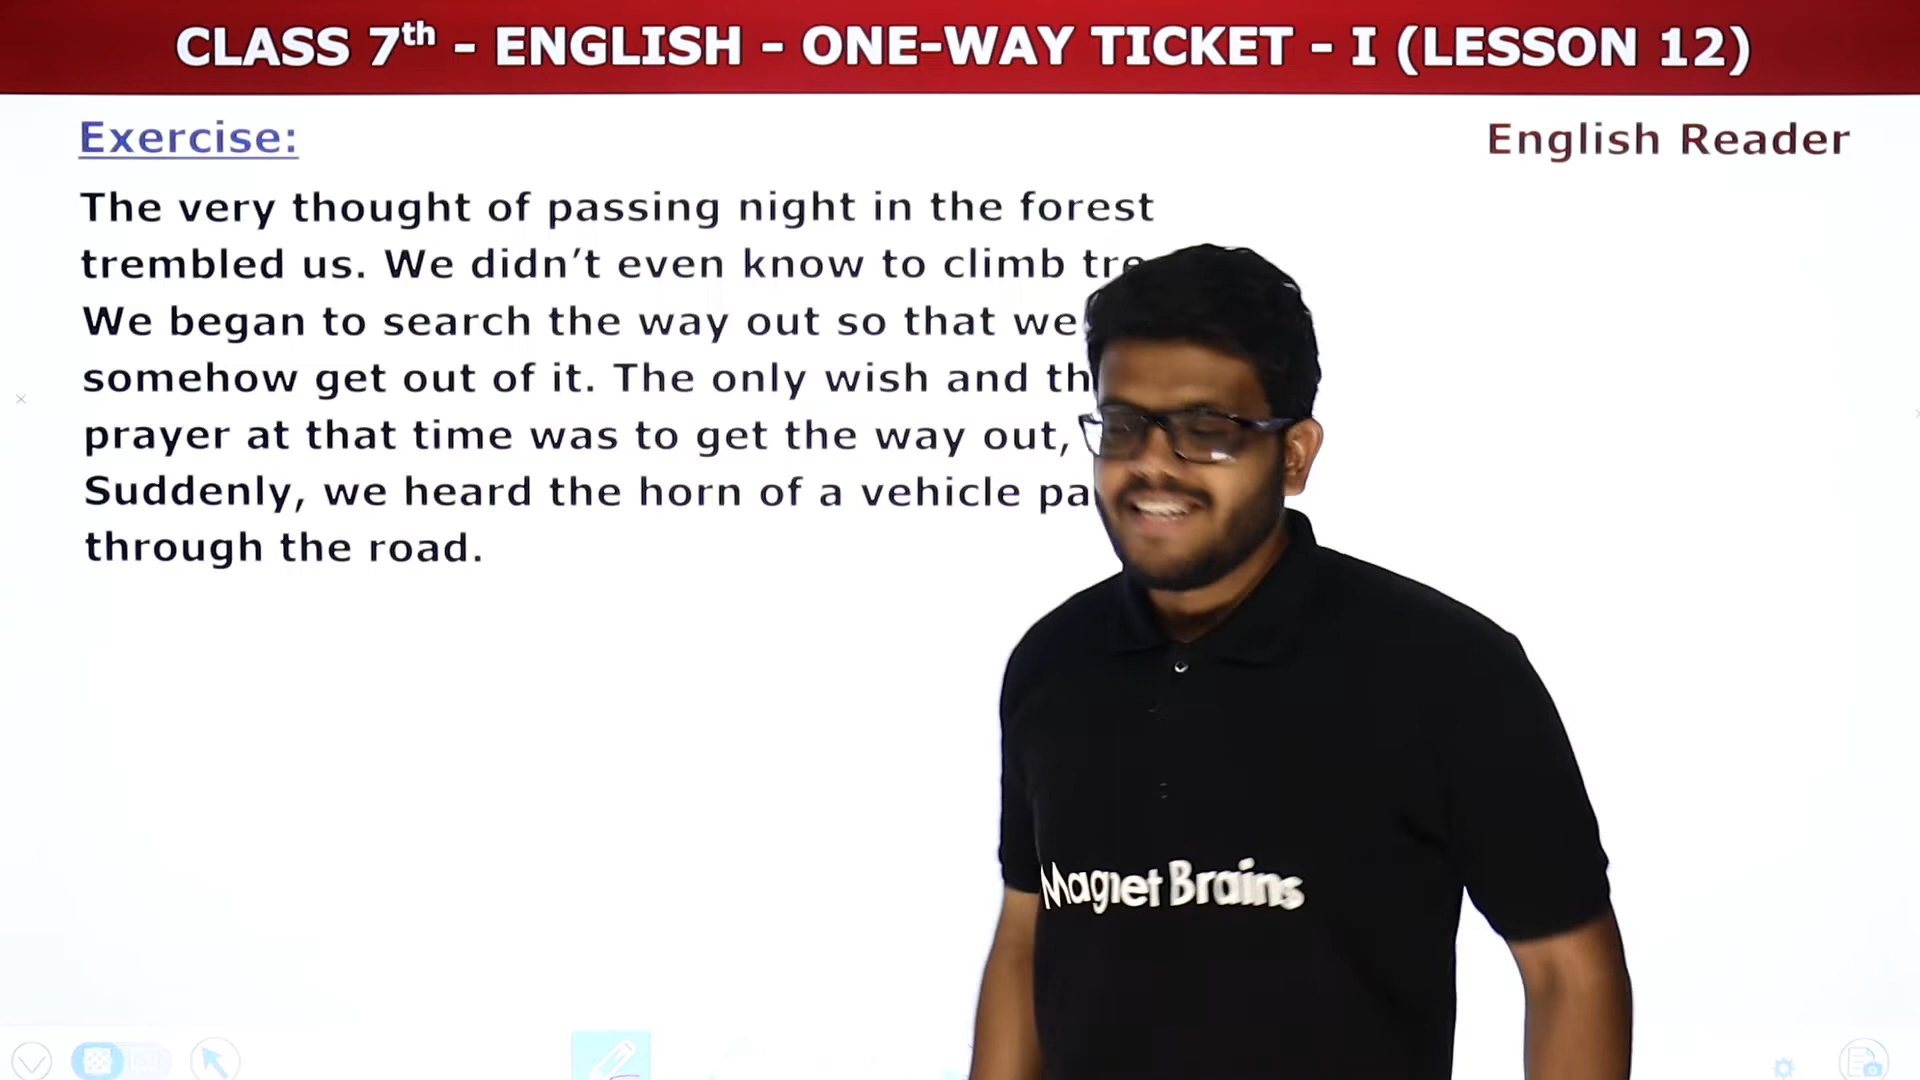 CLASS 7th - ENGLISH - ONE-WAY TICKET - I (LESSON 12)
Exercise:
English Reader
The very thought of passing night in the forest
trembled us. We didn’t even know to climb
We began to search the way out so that we
somehow get out of it. The only wish and
prayer at that time was to get the way out,
Suddenly, we heard the horn of a vehicle
through the road.
Magnet Brains